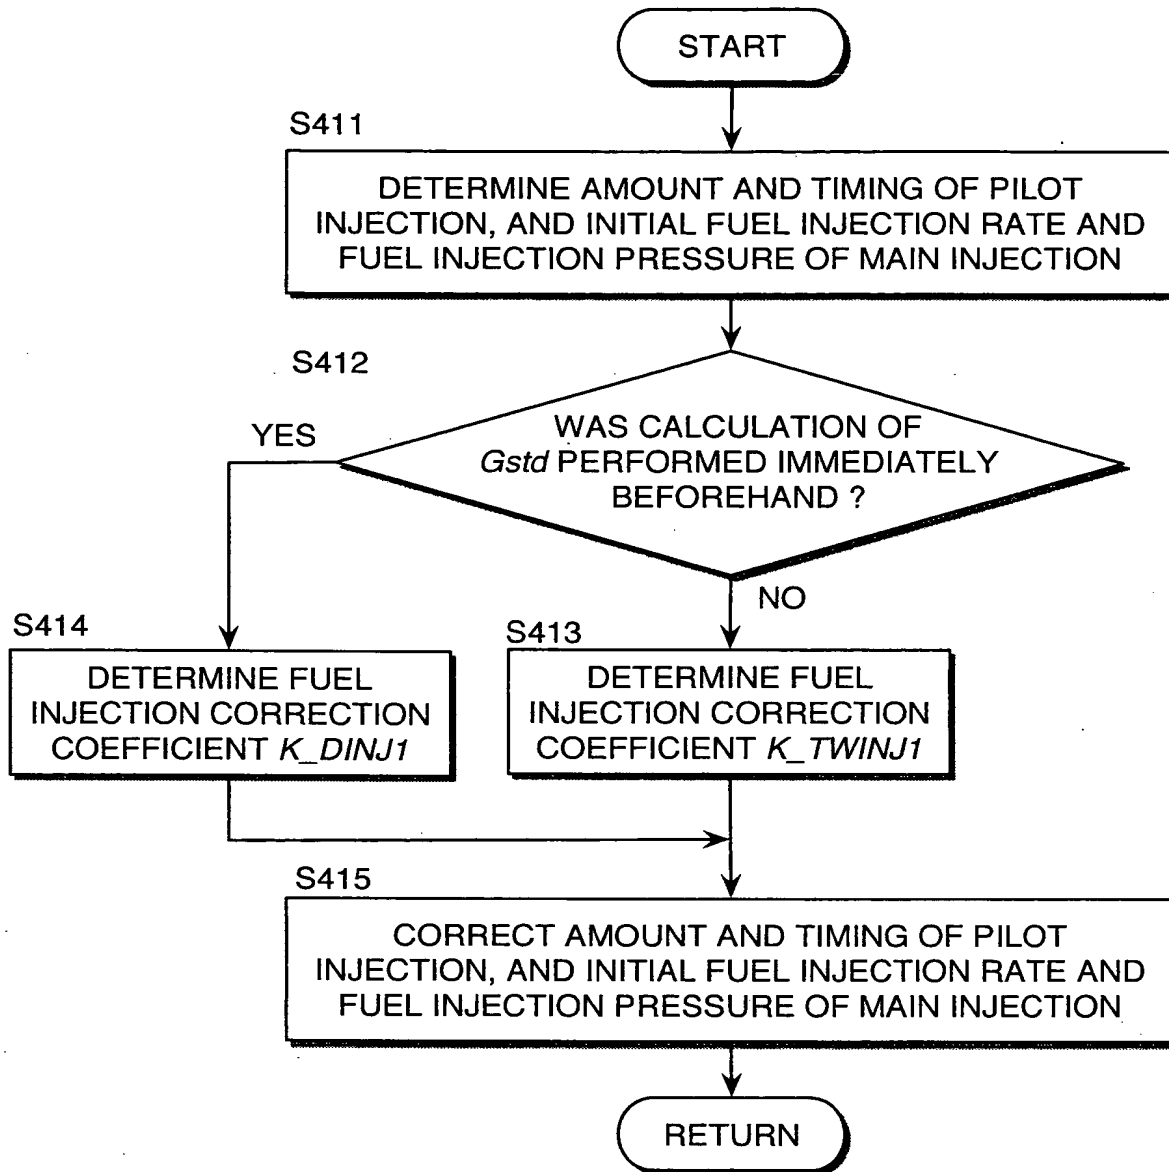 START
S411
DETERMINE AMOUNT AND TIMING OF PILOT
INJECTION, AND INITIAL FUEL INJECTION RATE AND
FUEL INJECTION PRESSURE OF MAIN INJECTION
S412
WAS CALCULATION OF
Gstd PERFORMED IMMEDIATELY
BEFOREHAND ?
YES
NO
S414
DETERMINE FUEL
INJECTION CORRECTION
COEFFICIENT K_DINJ1
S413
DETERMINE FUEL
INJECTION CORRECTION
COEFFICIENT K_TWINJ1
S415
CORRECT AMOUNT AND TIMING OF PILOT
INJECTION, AND INITIAL FUEL INJECTION RATE AND
FUEL INJECTION PRESSURE OF MAIN INJECTION
RETURN